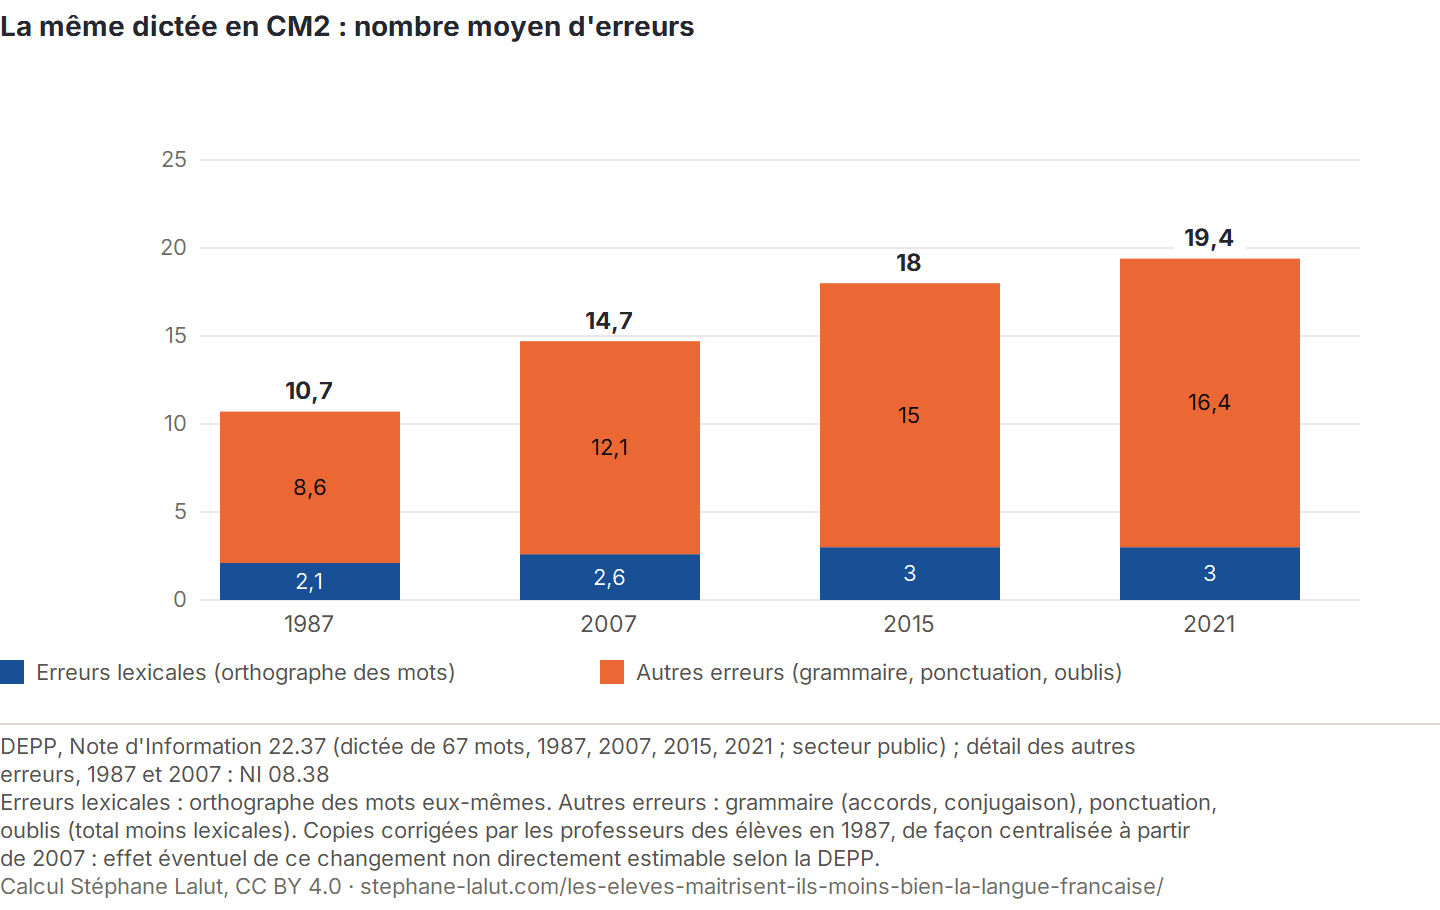 La même dictée en CM2 : nombre moyen d'erreurs
25
20
15
10
5
0
10,7
8,6
2,1
14,7
12,1
2,6
18
15
3
19,4
16,4
3
1987
2007
2015
2021
Erreurs lexicales (orthographe des mots)
Autres erreurs (grammaire, ponctuation, oublis)
DEPP, Note d'Information 22.37 (dictée de 67 mots, 1987, 2007, 2015, 2021 ; secteur public) ; détail des autres
erreurs, 1987 et 2007 : NI 08.38
Erreurs lexicales : orthographe des mots eux-mêmes. Autres erreurs : grammaire (accords, conjugaison), ponctuation,
oublis (total moins lexicales). Copies corrigées par les professeurs des élèves en 1987, de façon centralisée à partir
de 2007 : effet éventuel de ce changement non directement estimable selon la DEPP.
Calcul Stéphane Lalut, CC BY 4.0 · stephane-lalut.com/les-eleves-maitrisent-ils-moins-bien-la-langue-francaise/